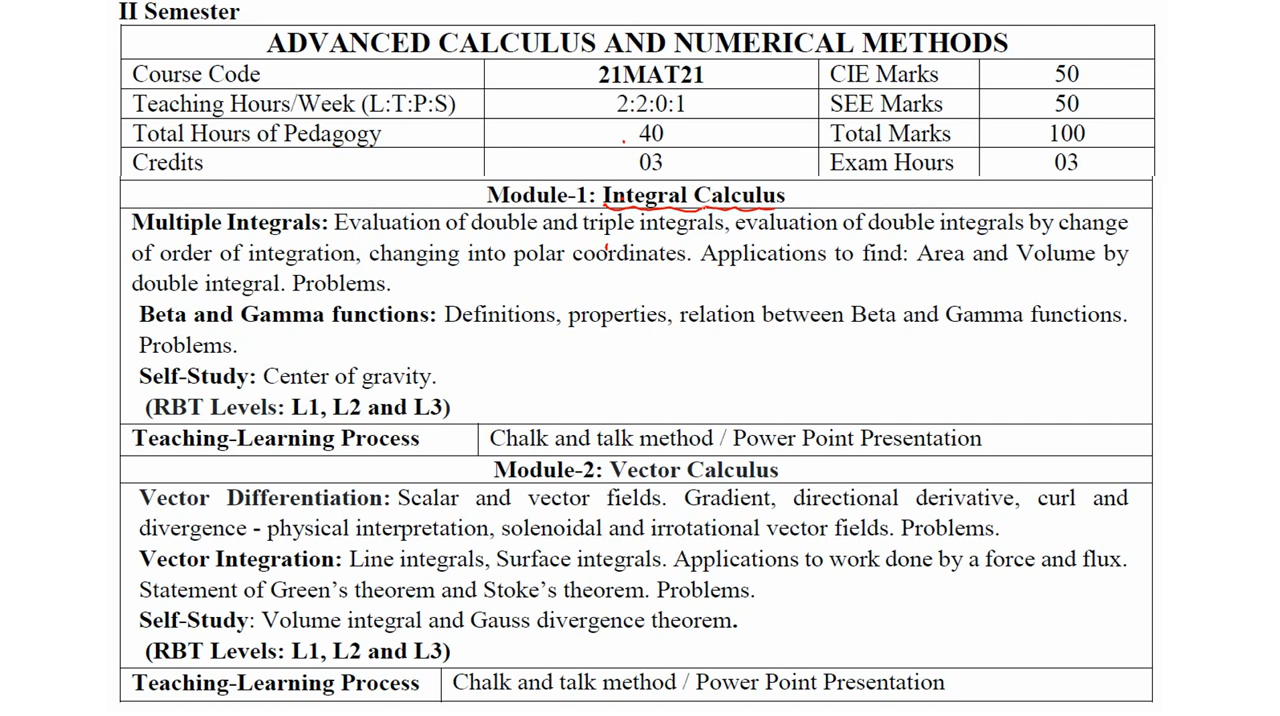 II Semester
ADVANCED CALCULUS AND NUMERICAL METHODS
Course Code 21MAT21 CIE Marks 50
Teaching Hours/Week (L:T:P:S) 2:2:0:1 SEE Marks 50
Total Hours of Pedagogy 40 Total Marks 100
Credits 03 Exam Hours 03
Module-1: Integral Calculus
Multiple Integrals: Evaluation of double and triple integrals, evaluation of double integrals by change
of order of integration, changing into polar coordinates. Applications to find: Area and Volume by
double integral. Problems.
Beta and Gamma functions: Definitions, properties, relation between Beta and Gamma functions.
Problems.
Self-Study: Center of gravity.
(RBT Levels: L1, L2 and L3)
Teaching-Learning Process Chalk and talk method / Power Point Presentation
Module-2: Vector Calculus
Vector Differentiation: Scalar and vector fields. Gradient, directional derivative, curl and
divergence - physical interpretation, solenoidal and irrotational vector fields. Problems.
Vector Integration: Line integrals, Surface integrals. Applications to work done by a force and flux.
Statement of Green's theorem and Stoke's theorem. Problems.
Self-Study: Volume integral and Gauss divergence theorem.
(RBT Levels: L1, L2 and L3)
Teaching-Learning Process Chalk and talk method / Power Point Presentation